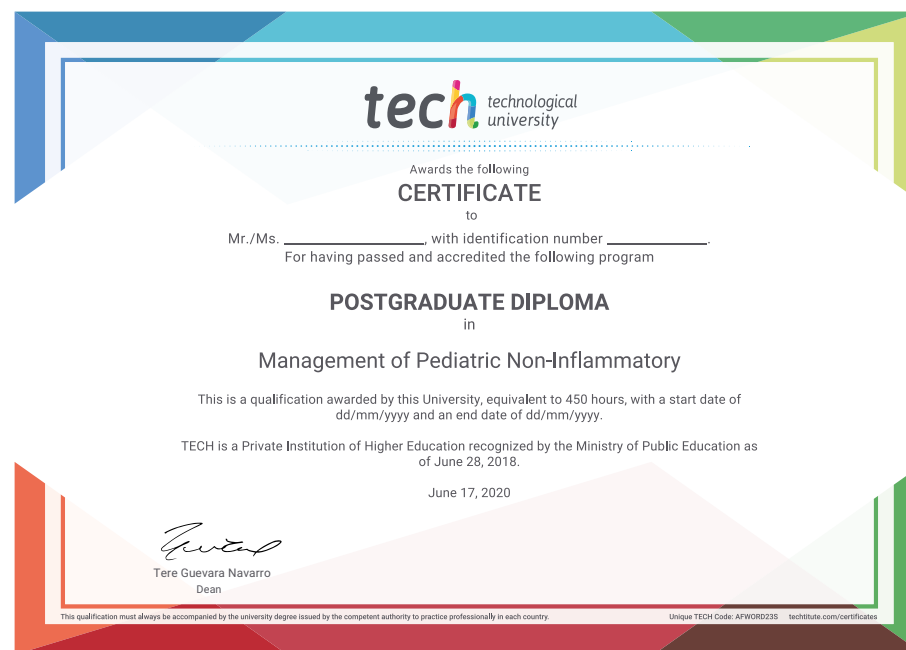 tech technological
university
Awards the following
CERTIFICATE
to
Mr./Ms. ________________, with identification number ____________.
For having passed and accredited the following program
POSTGRADUATE DIPLOMA
in
Management of Pediatric Non-Inflammatory
This is a qualification awarded by this University, equivalent to 450 hours, with a start date of
dd/mm/yyyy and an end date of dd/mm/yyyy.
TECH is a Private Institution of Higher Education recognized by the Ministry of Public Education as
of June 28, 2018.
June 17, 2020
Tere Guevara Navarro
Dean
This qualification must always be accompanied by the university degree issued by the competent authority to practice professionally in each country. Unique TECH Code: AFWORD23S techtitute.com/certificates